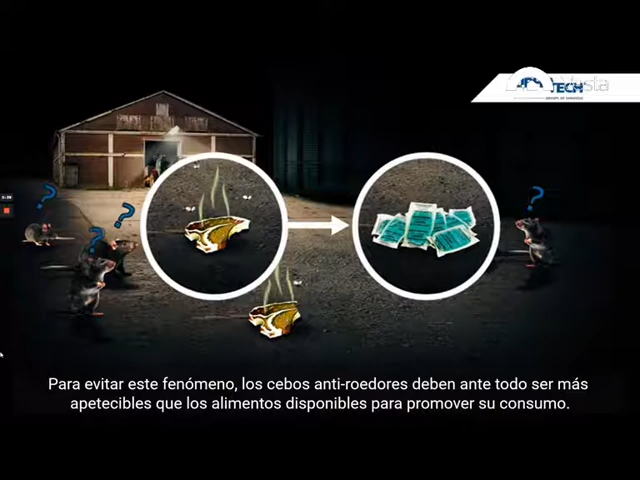 TECH
?
?
?
?
Para evitar este fenómeno, los cebos anti-roedores deben ante todo ser más
apetecibles que los alimentos disponibles para promover su consumo.